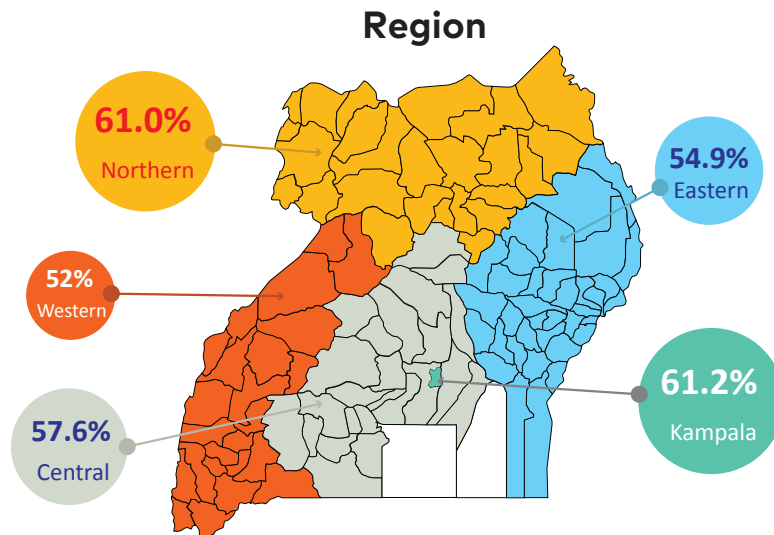 Region
61.0%
Northern
54.9%
Eastern
52%
Western
61.2%
Kampala
57.6%
Central